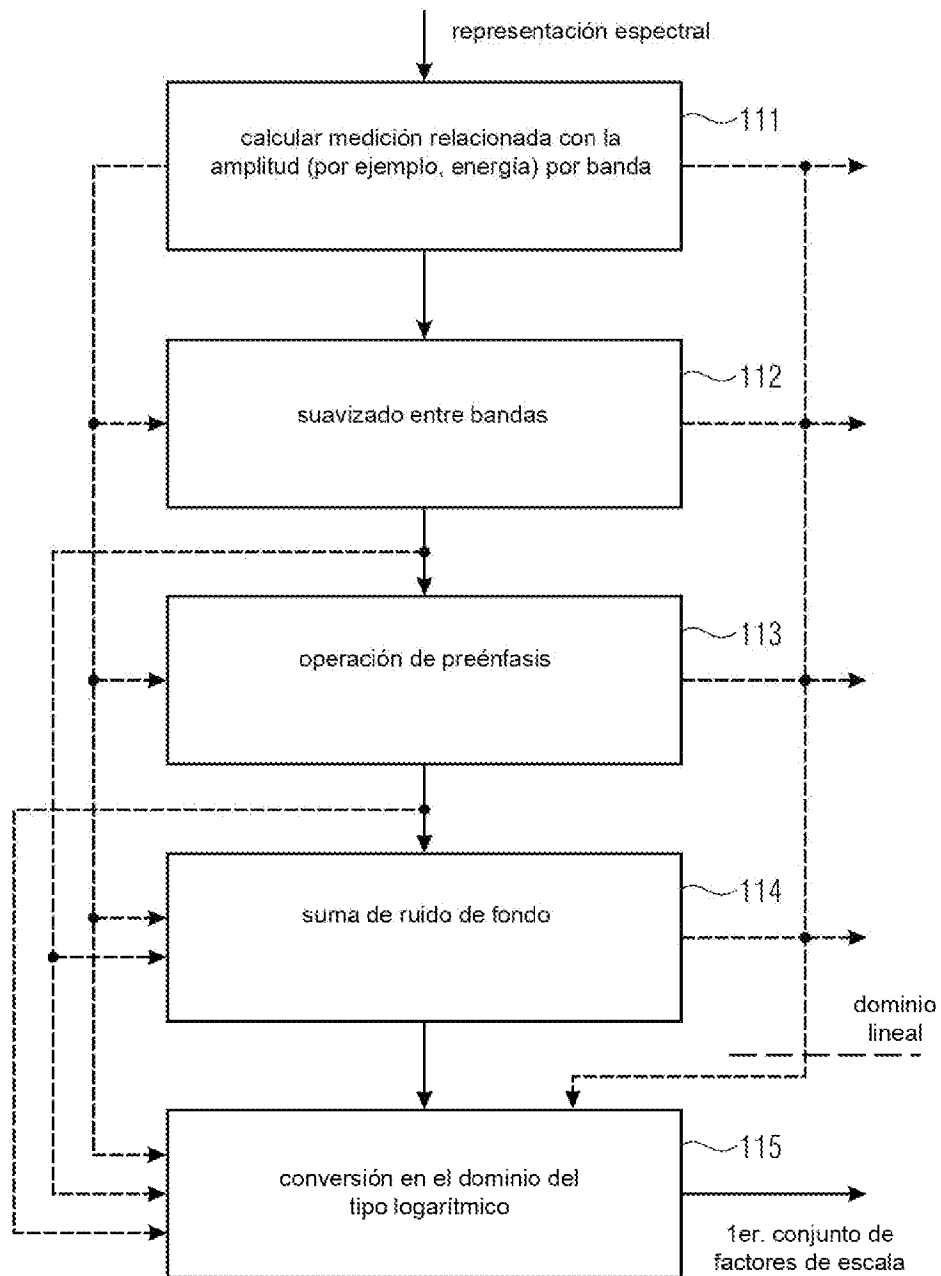 representación espectral
111
calcular medición relacionada con la
amplitud (por ejemplo, energía) por banda
112
suavizado entre bandas
113
operación de preénfasis
114
suma de ruido de fondo
dominio
lineal
115
conversión en el dominio del
tipo logarítmico
1er. conjunto de
factores de escala